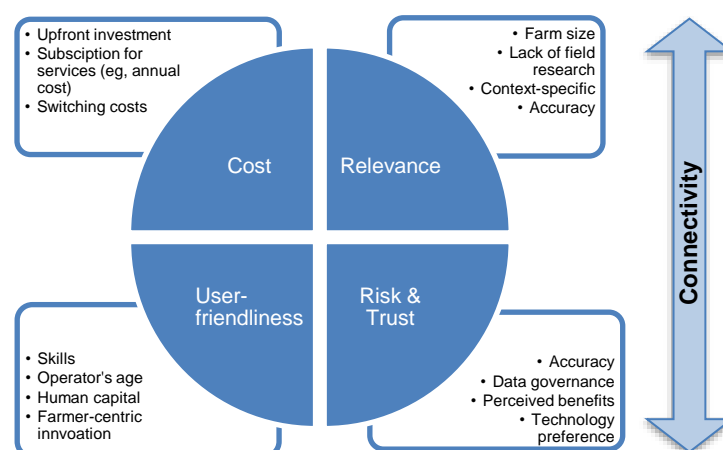 • Upfront investment
• Subsciption for
services (eg, annual
cost)
• Switching costs
• Farm size
• Lack of field
research
• Context-specific
• Accuracy
Cost
Relevance
User-
friendliness
Risk &
Trust
• Skills
• Operator's age
• Human capital
• Farmer-centric
innvoation
• Accuracy
• Data governance
• Perceived benefits
• Technology
preference
Connectivity